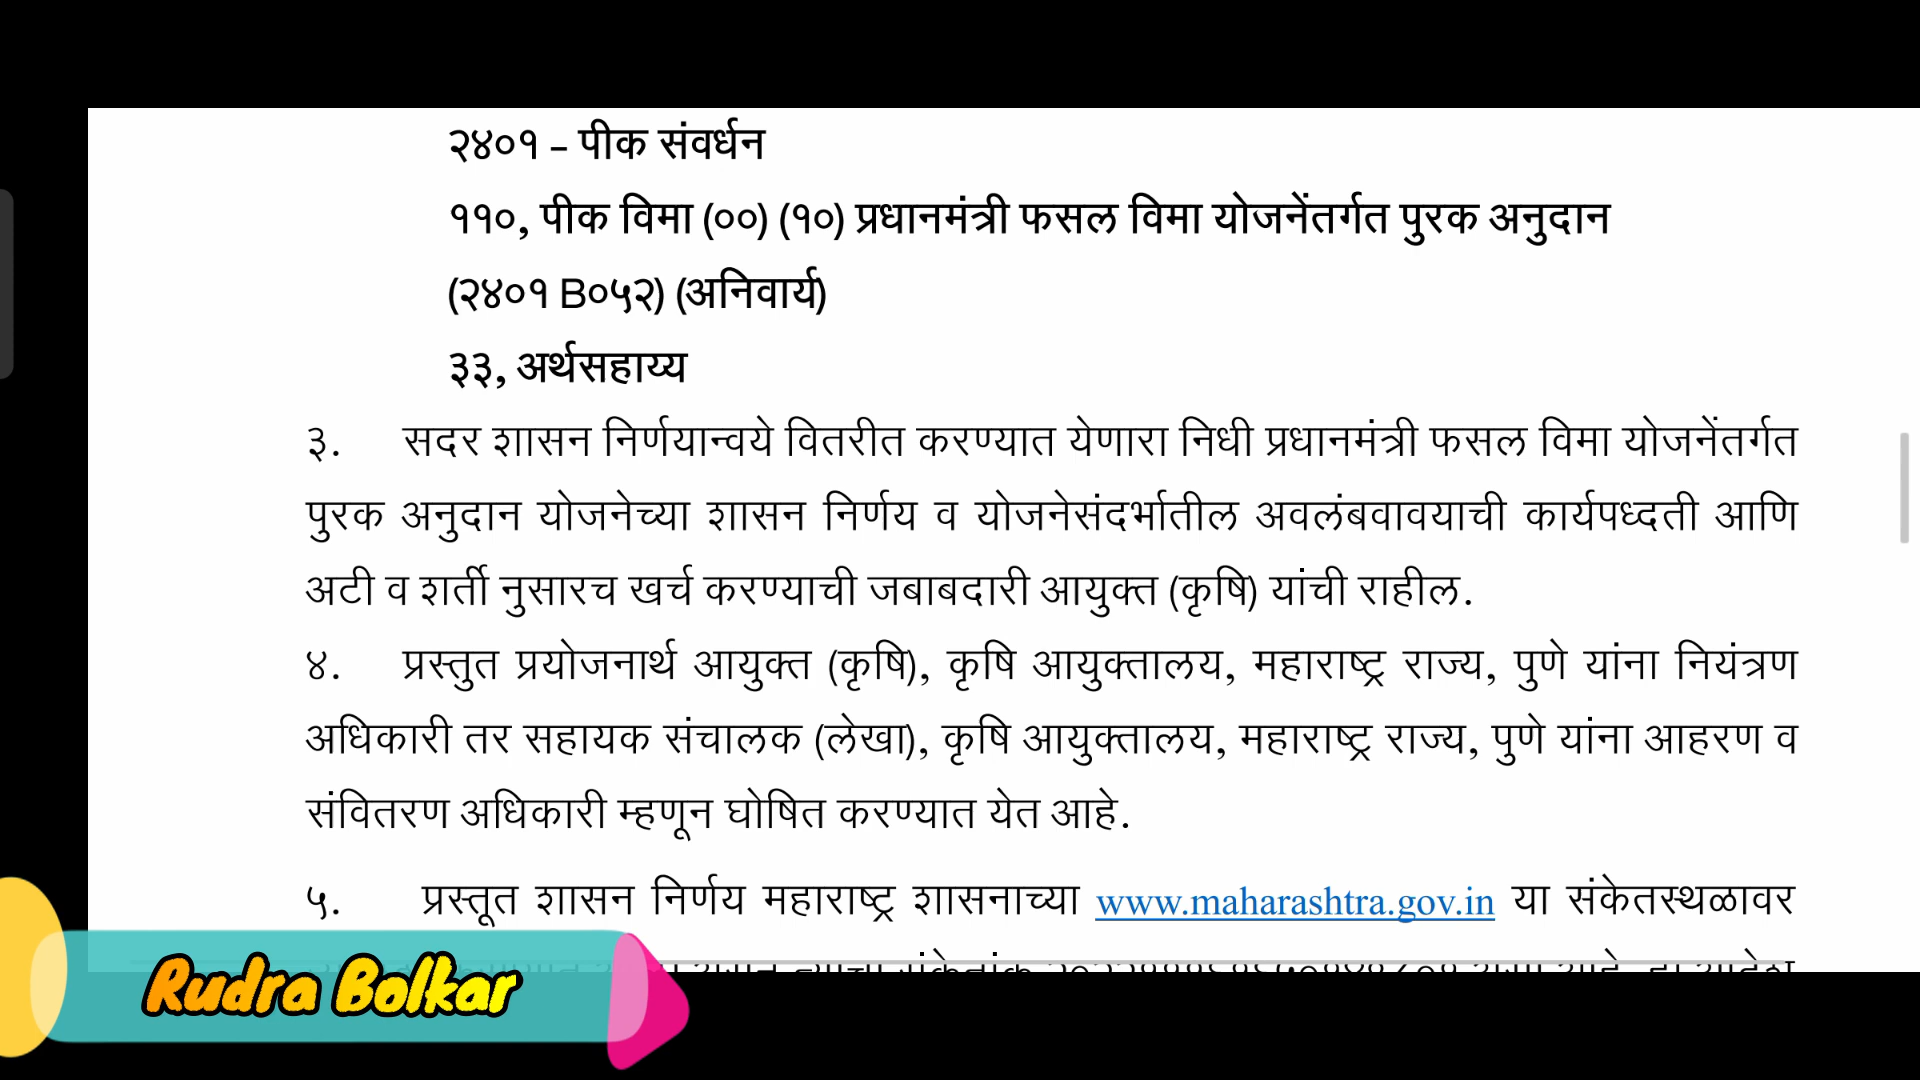 २४०१ – पीक संवर्धन
११०, पीक विमा (००) (१०) प्रधानमंत्री फसल विमा योजनेंतर्गत पुरक अनुदान
(२४०१ B०५२) (अनिवार्य)
३३, अर्थसहाय्य
३. सदर शासन निर्णयान्वये वितरीत करण्यात येणारा निधी प्रधानमंत्री फसल विमा योजनेंतर्गत
पुरक अनुदान योजनेच्या शासन निर्णय व योजनेसंदर्भातील अवलंबवावयाची कार्यपध्दती आणि
अटी व शर्ती नुसारच खर्च करण्याची जबाबदारी आयुक्त (कृषि) यांची राहील.
४. प्रस्तुत प्रयोजनार्थ आयुक्त (कृषि), कृषि आयुक्तालय, महाराष्ट्र राज्य, पुणे यांना नियंत्रण
अधिकारी तर सहायक संचालक (लेखा), कृषि आयुक्तालय, महाराष्ट्र राज्य, पुणे यांना आहरण व
संवितरण अधिकारी म्हणून घोषित करण्यात येत आहे.
५. प्रस्तूत शासन निर्णय महाराष्ट्र शासनाच्या www.maharashtra.gov.in या संकेतस्थळावर
Rudra Bolkar